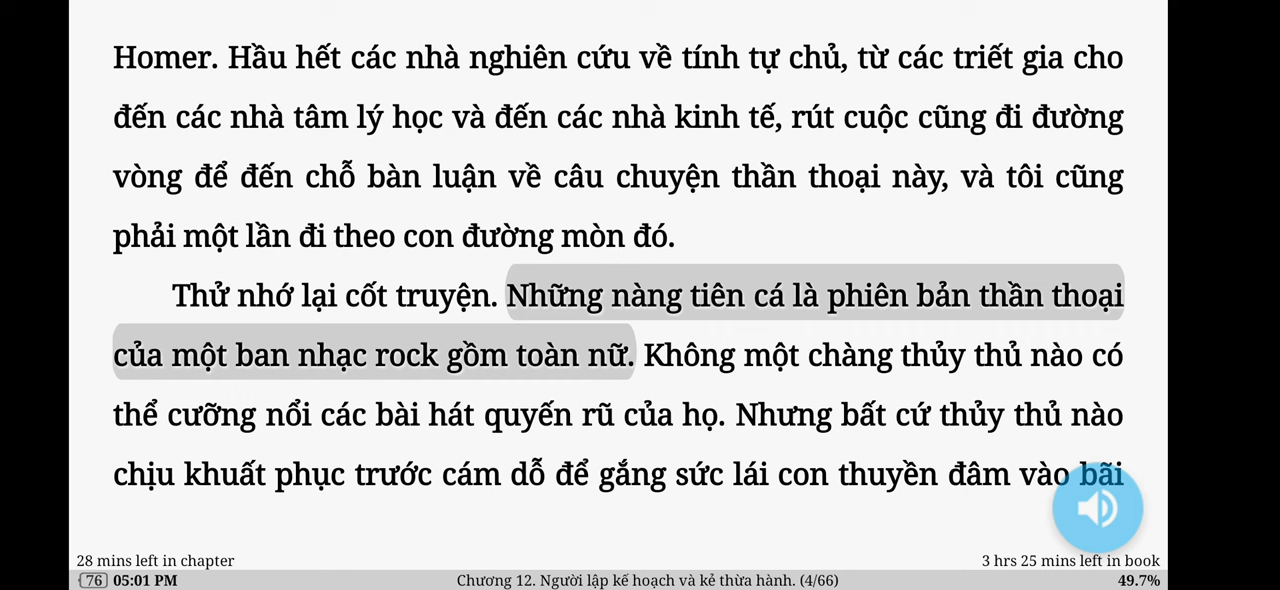 Homer. Hầu hết các nhà nghiên cứu về tính tự chủ, từ các triết gia cho
đến các nhà tâm lý học và đến các nhà kinh tế, rút cuộc cũng đi đường
vòng để đến chỗ bàn luận về câu chuyện thần thoại này, và tôi cũng
phải một lần đi theo con đường mòn đó.
Thử nhớ lại cốt truyện. Những nàng tiên cá là phiên bản thần thoại
của một ban nhạc rock gồm toàn nữ. Không một chàng thủy thủ nào có
thể cưỡng nổi các bài hát quyến rũ của họ. Nhưng bất cứ thủy thủ nào
chịu khuất phục trước cám dỗ để gắng sức lái con thuyền đâm vào bãi
28 mins left in chapter 3 hrs 25 mins left in book
76 05:01 PM Chương 12. Người lập kế hoạch và kẻ thừa hành. (4/66) 49.7%